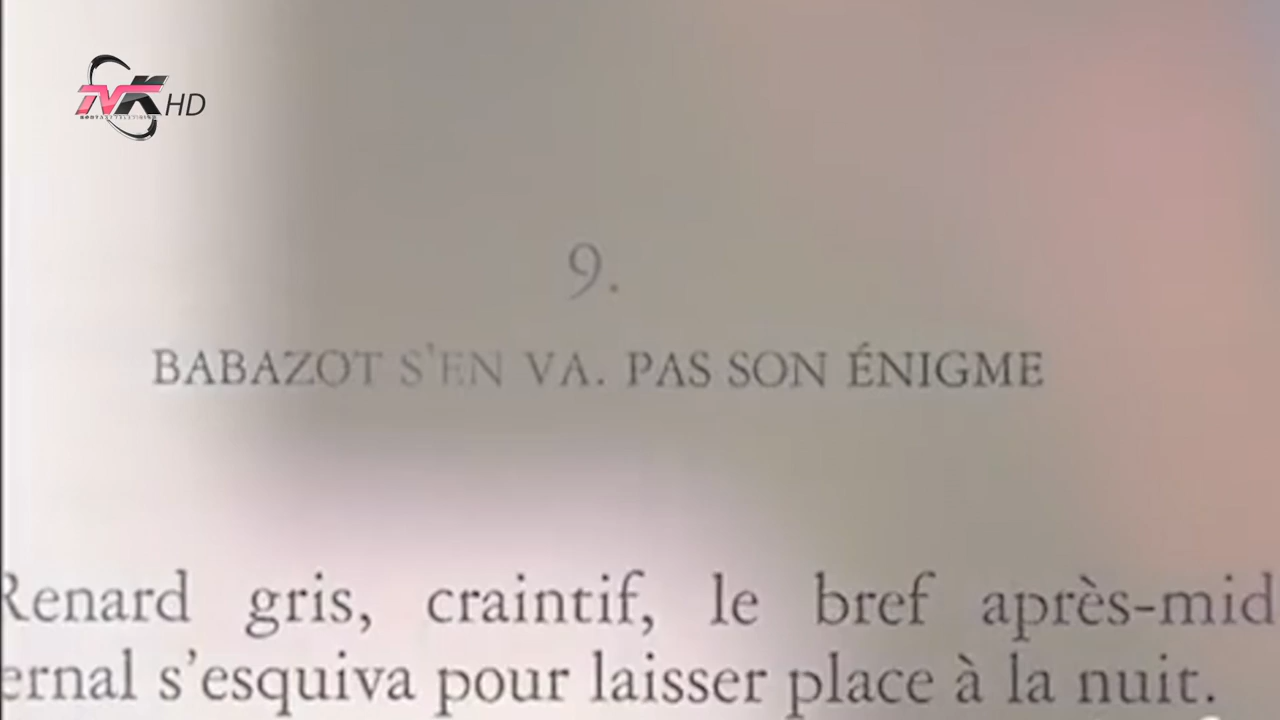 TVK HD
9.
BABAZOT S'EN VA. PAS SON ÉNIGME
Renard gris, craintif, le bref après-mid
ernal s'esquiva pour laisser place à la nuit.